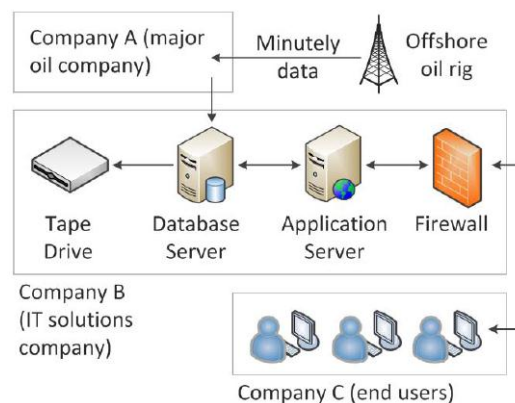 Company A (major
oil company)
Minutely
data
Offshore
oil rig
Tape
Drive
Database
Server
Application
Server
Firewall
Company B
(IT solutions
company)
Company C (end users)